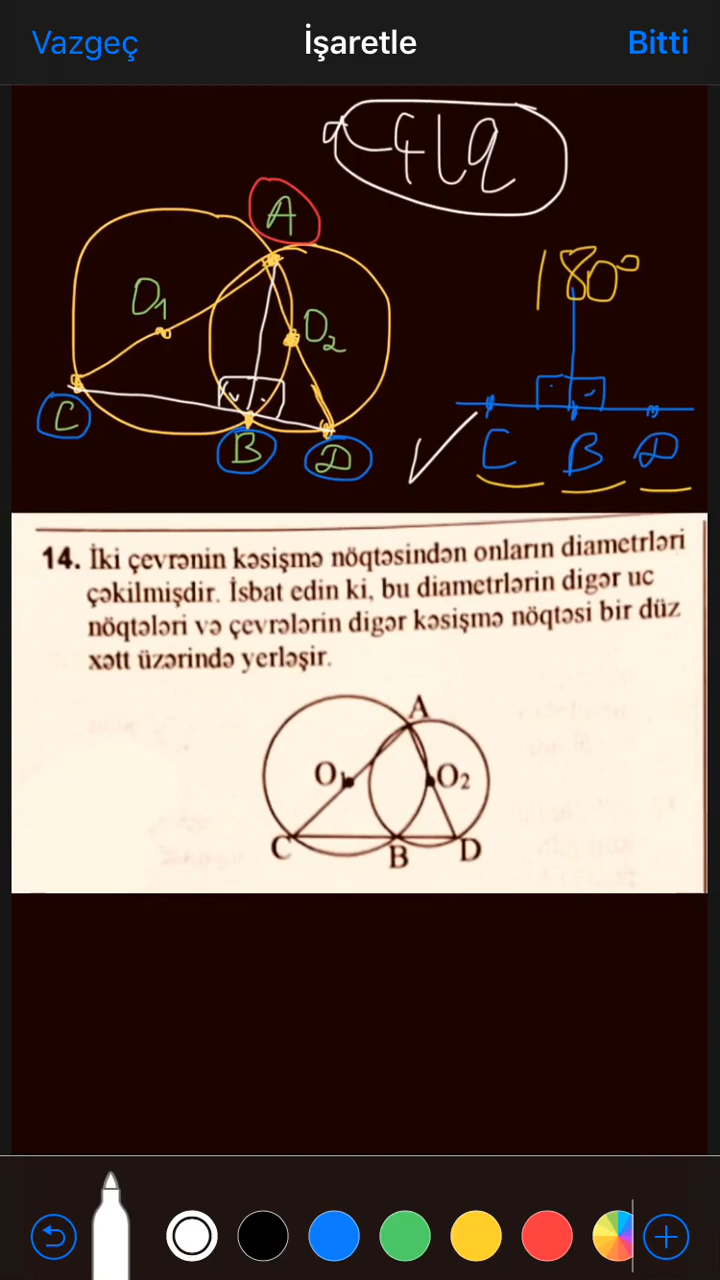 Vazgeç İşaretle Bitti
A
180°
O₁
O₂
C
B
D
C B D
14. İki çevrənin kəsişmə nöqtəsindən onların diametrləri
çəkilmişdir. İsbat edin ki, bu diametrlərin digər uc
nöqtələri və çevrələrin digər kəsişmə nöqtəsi bir düz
xətt üzərində yerləşir.
A
O₁
O₂
C
B
D